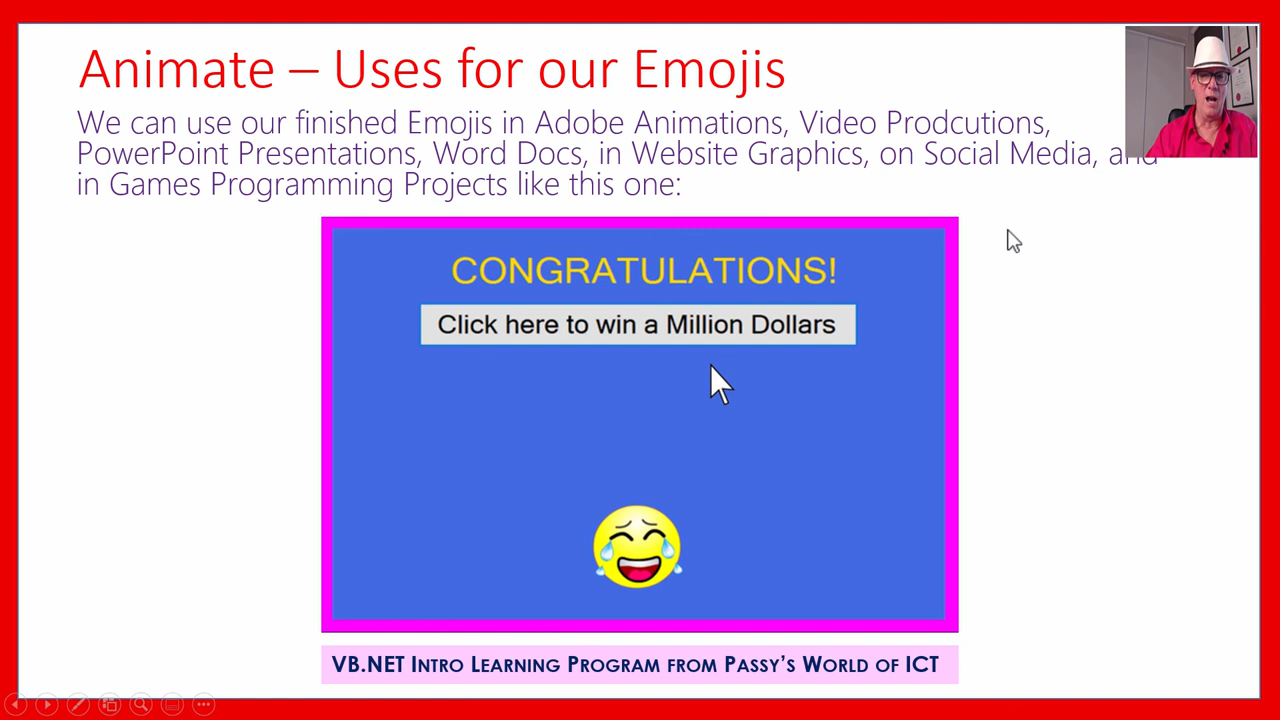 Animate – Uses for our Emojis
We can use our finished Emojis in Adobe Animations, Video Prodcutions,
PowerPoint Presentations, Word Docs, in Website Graphics, on Social Media, and
in Games Programming Projects like this one:
CONGRATULATIONS!
Click here to win a Million Dollars
VB.NET Intro Learning Program from Passy's World of ICT